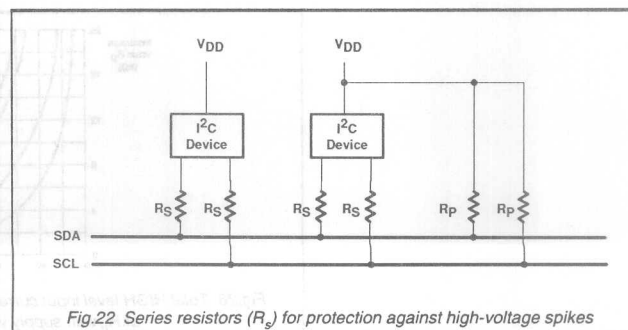 VDD VDD
I²C I²C
Device Device
RS RS RS RS RP RP
SDA
SCL
Fig.22 Series resistors (Rs) for protection against high-voltage spikes